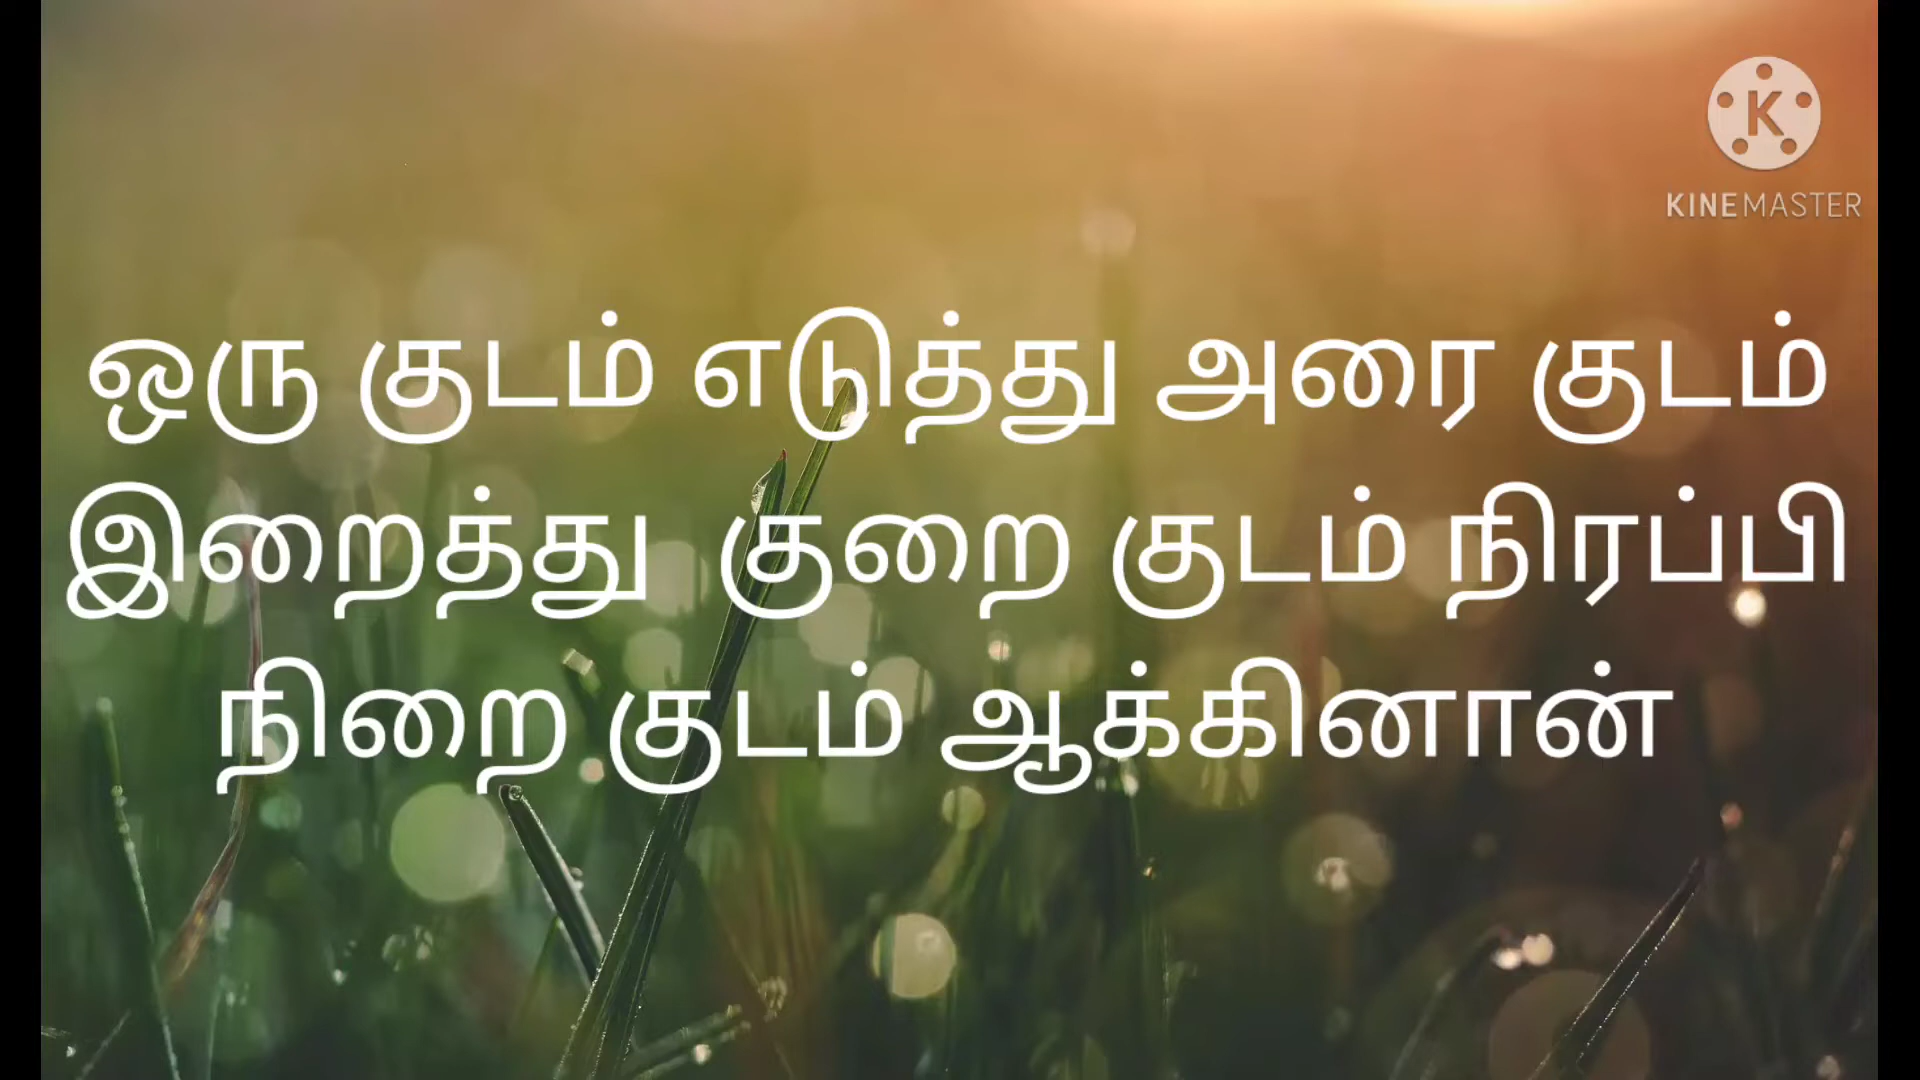 KINEMASTER
ஒரு குடம் எடுத்து அரை குடம்
இறைத்து குறை குடம் நிரப்பி
நிறை குடம் ஆக்கினான்